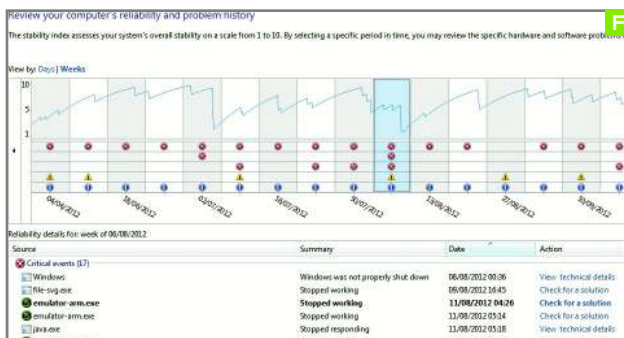 Review your computer's reliability and problem history
F
The stability index assesses your system's overall stability on a scale from 1 to 10. By selecting a specific period in time, you may review the specific hardware and software problems
View by: Days | Weeks
10
5
1
04/06/2012 18/06/2012 02/07/2012 16/07/2012 30/07/2012 13/08/2012 27/08/2012 10/09/2012
Reliability details for: week of 06/08/2012
Source Summary Date Action
Critical events (17)
Windows Windows was not properly shut down 06/08/2012 00:36 View technical details
file-svg.exe Stopped working 09/08/2012 16:45 Check for a solution
emulator-arm.exe Stopped working 11/08/2012 04:26 Check for a solution
emulator-arm.exe Stopped working 11/08/2012 05:14 Check for a solution
java.exe Stopped responding 11/08/2012 05:18 View technical details